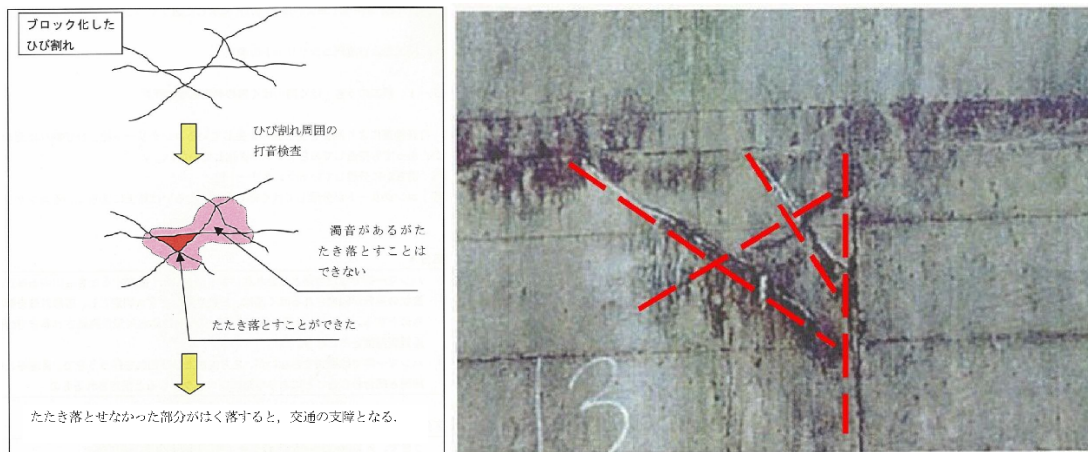 ブロック化した
ひび割れ
ひび割れ周囲の
打音検査
濁音があるがた
たき落とすことは
できない
たたき落とすことができた
たたき落とせなかった部分がはく落すると，交通の支障となる．
13